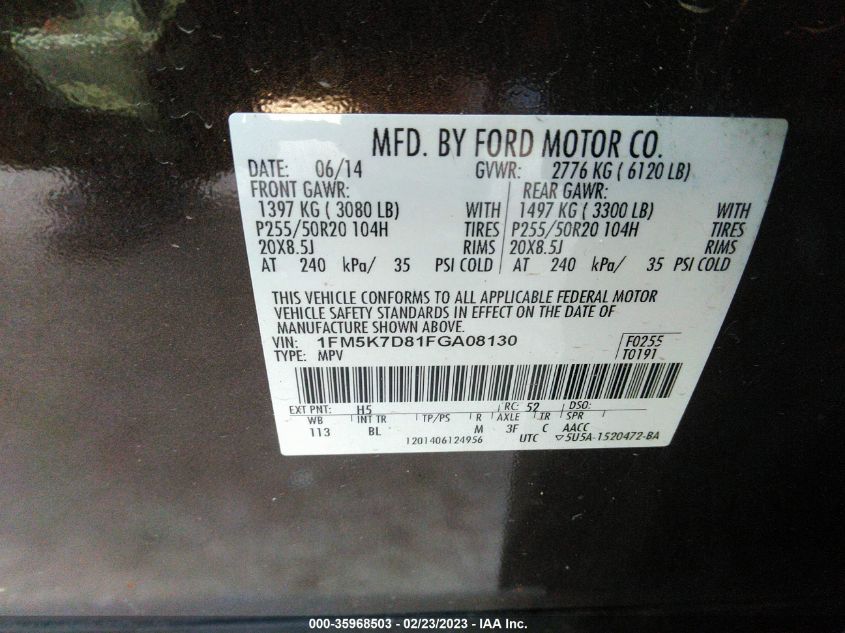 MFD. BY FORD MOTOR CO.
DATE: 06/14 GVWR: 2776 KG ( 6120 LB)
FRONT GAWR: REAR GAWR:
1397 KG ( 3080 LB) WITH 1497 KG ( 3300 LB) WITH
P255/50R20 104H TIRES P255/50R20 104H TIRES
20X8.5J RIMS 20X8.5J RIMS
AT 240 kPa/ 35 PSI COLD AT 240 kPa/ 35 PSI COLD
THIS VEHICLE CONFORMS TO ALL APPLICABLE FEDERAL MOTOR
VEHICLE SAFETY STANDARDS IN EFFECT ON THE DATE OF
MANUFACTURE SHOWN ABOVE.
VIN: 1FM5K7D81FGA08130 F0255
TYPE: MPV T0191
EXT PNT: H5 RC: 52 DSO:
WB INT TR TP/PS R AXLE TR SPR
113 BL M 3F C AACC
1201406124956 UTC ▽5U5A-1520472-BA
000-35968503 - 02/23/2023 - IAA Inc.